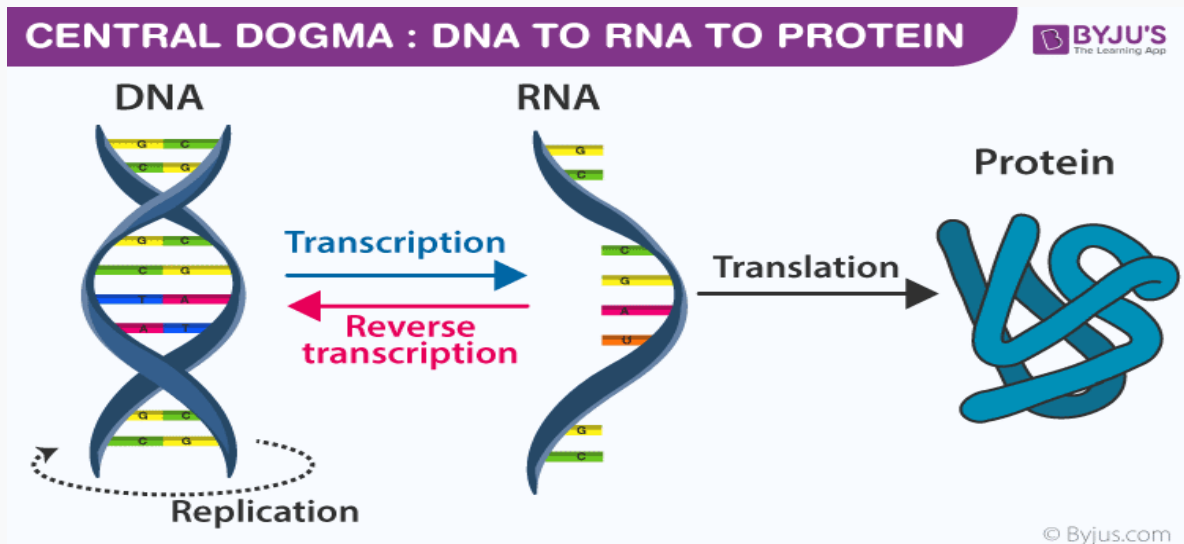 CENTRAL DOGMA : DNA TO RNA TO PROTEIN
BYJU'S
The Learning App
DNA
RNA
Protein
G C
C G
G C
C G
T A
A T
G C
C G
Transcription
Reverse
transcription
G
C
C
G
A
U
G
C
Translation
Replication
© Byjus.com